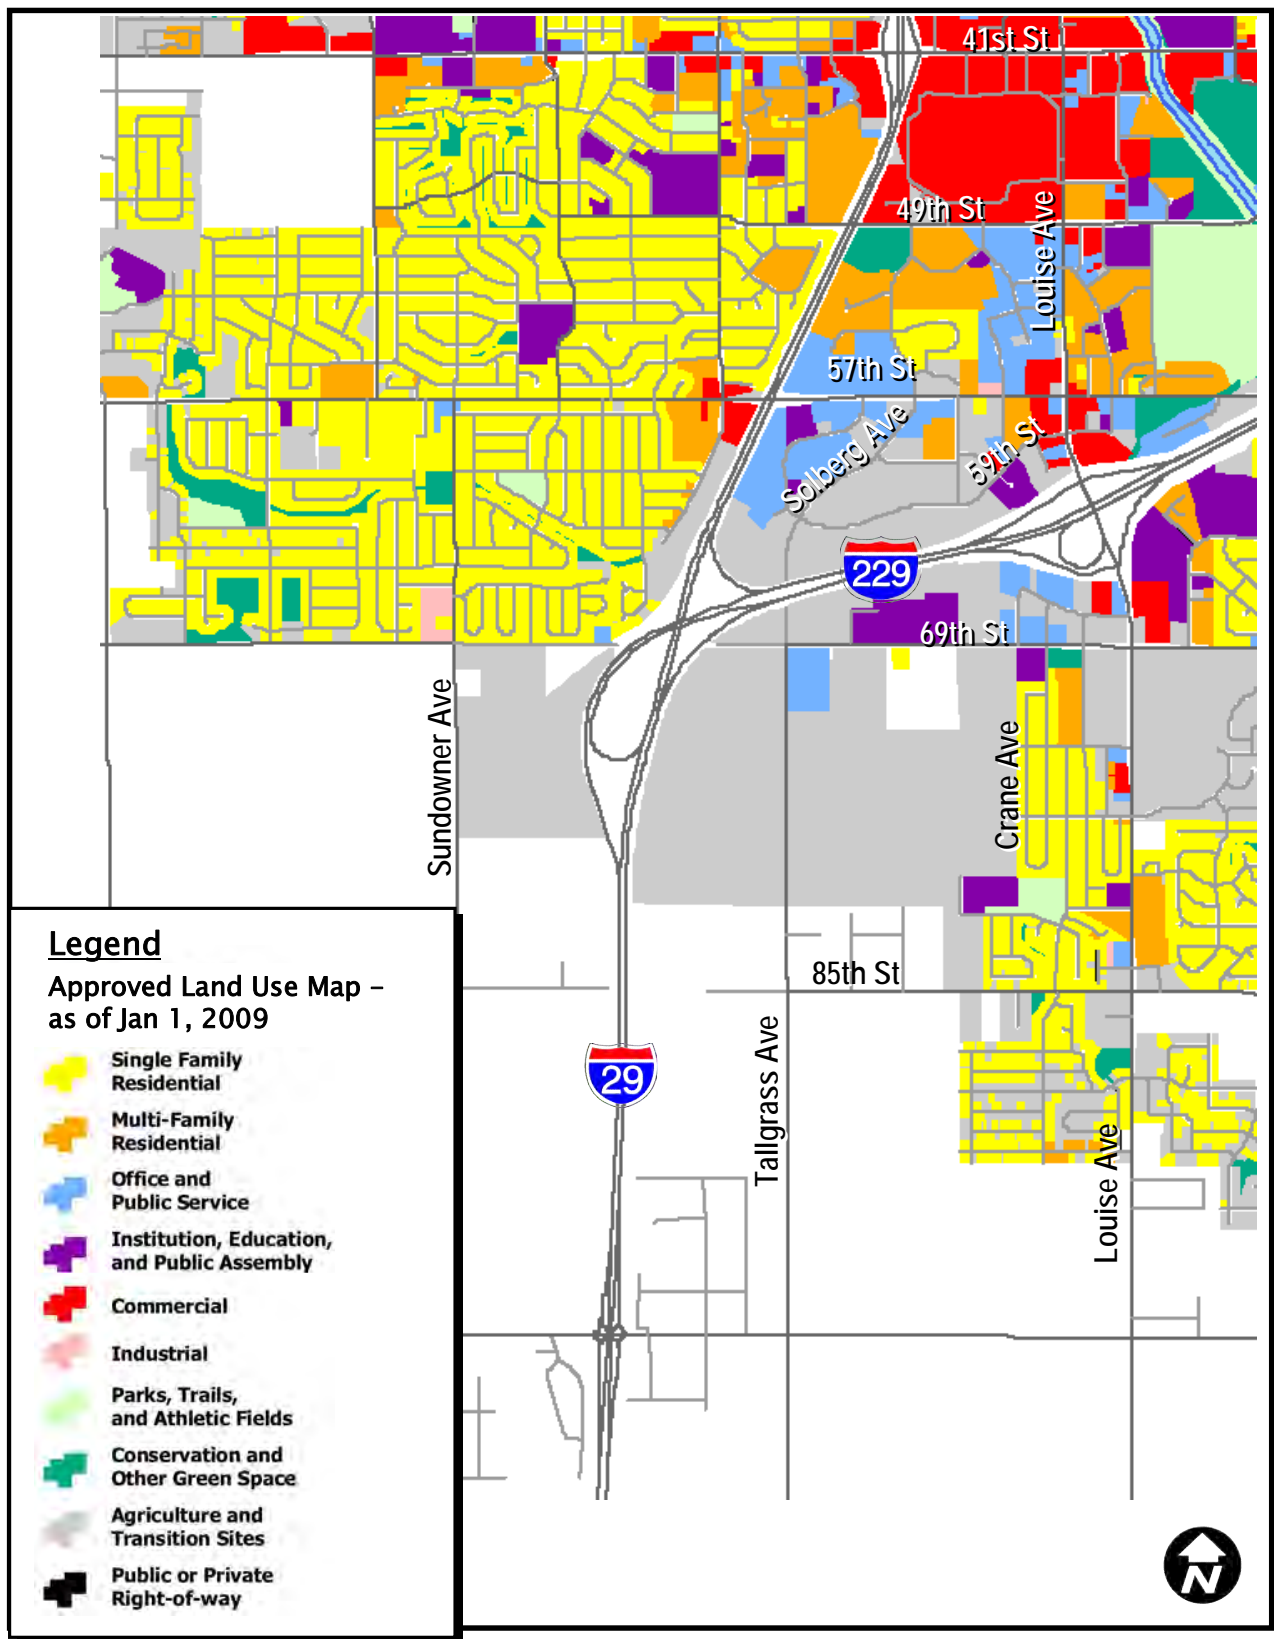 41st St
49th St
Louise Ave
57th St
Solberg Ave
59th St
229
69th St
Sundowner Ave
Crane Ave
85th St
Tallgrass Ave
29
Louise Ave
Legend
Approved Land Use Map –
as of Jan 1, 2009
Single Family
Residential
Multi-Family
Residential
Office and
Public Service
Institution, Education,
and Public Assembly
Commercial
Industrial
Parks, Trails,
and Athletic Fields
Conservation and
Other Green Space
Agriculture and
Transition Sites
Public or Private
Right-of-way
N